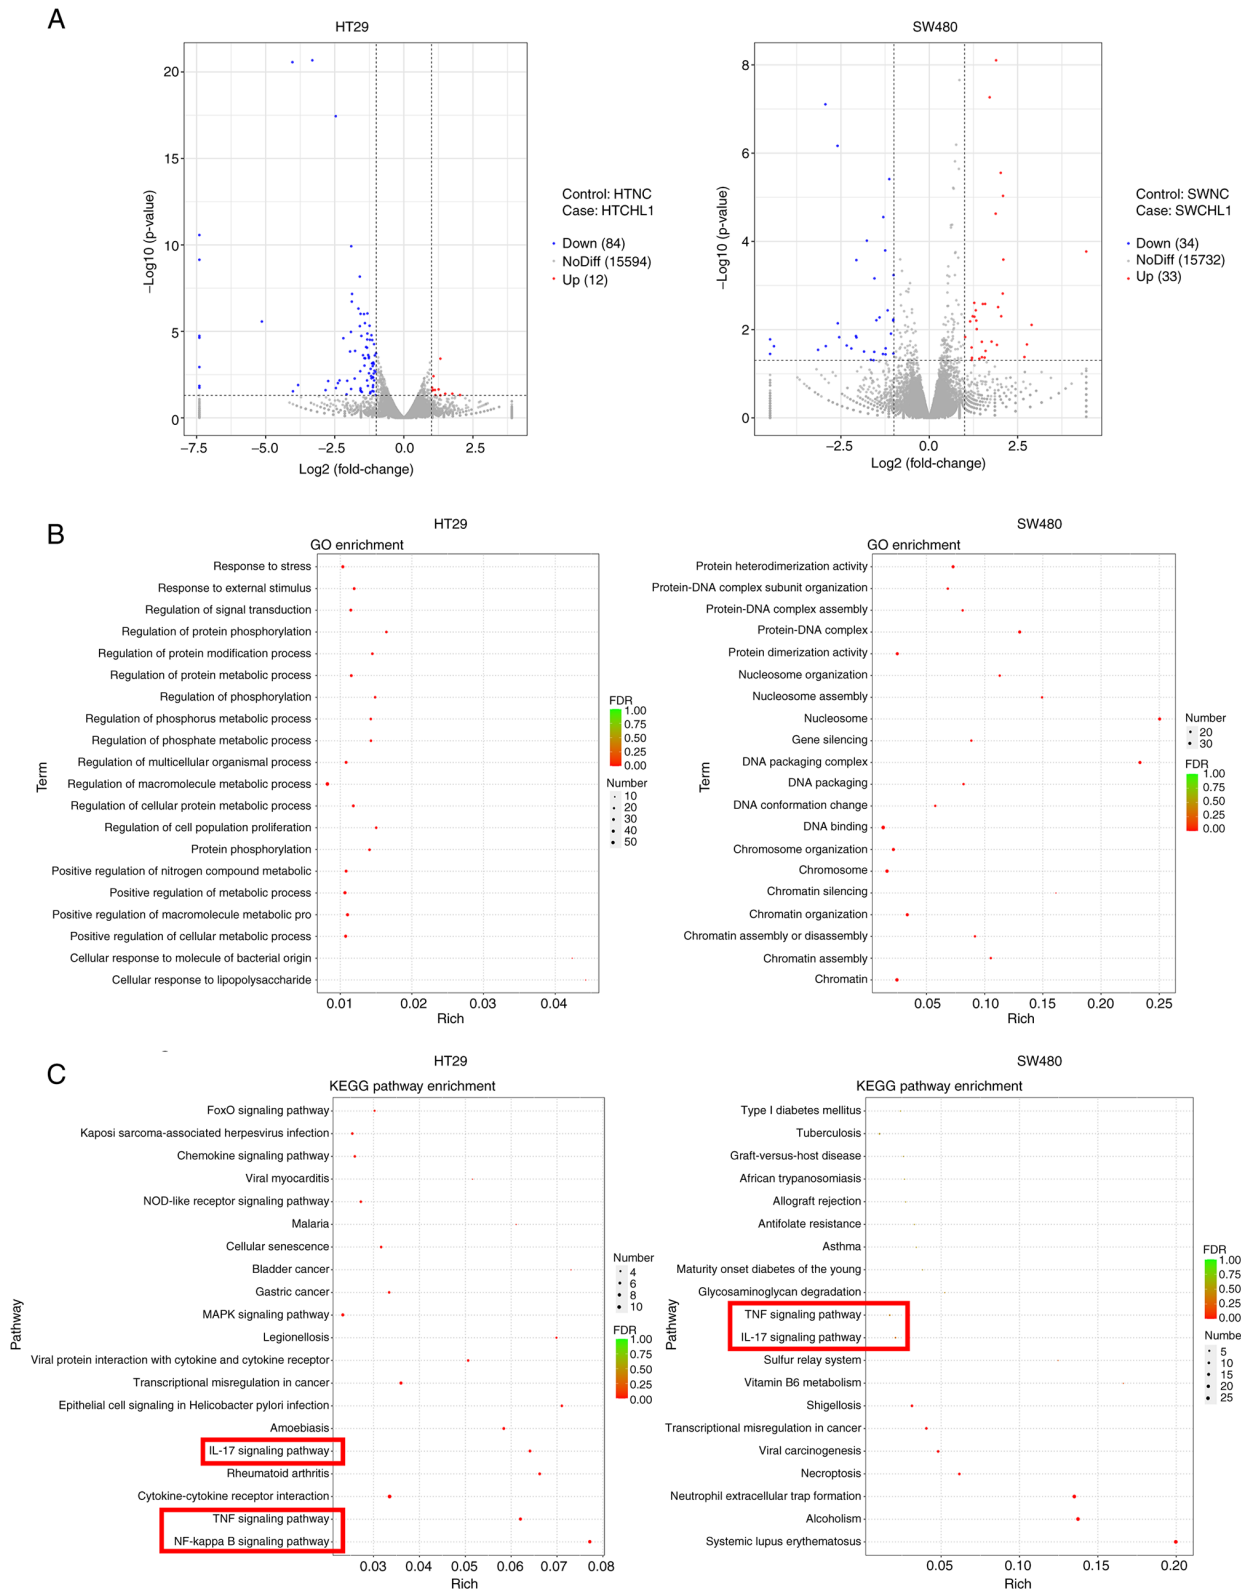 A
HT29
−Log10 (p-value)
20
15
10
5
0
−7.5
−5.0
−2.5
0.0
2.5
Log2 (fold-change)
Control: HTNC
Case: HTCHL1
Down (84)
NoDiff (15594)
Up (12)
SW480
−Log10 (p-value)
8
6
4
2
0
−2.5
0.0
2.5
Log2 (fold-change)
Control: SWNC
Case: SWCHL1
Down (34)
NoDiff (15732)
Up (33)
B
HT29
GO enrichment
Term
Response to stress
Response to external stimulus
Regulation of signal transduction
Regulation of protein phosphorylation
Regulation of protein modification process
Regulation of protein metabolic process
Regulation of phosphorylation
Regulation of phosphorus metabolic process
Regulation of phosphate metabolic process
Regulation of multicellular organismal process
Regulation of macromolecule metabolic process
Regulation of cellular protein metabolic process
Regulation of cell population proliferation
Protein phosphorylation
Positive regulation of nitrogen compound metabolic
Positive regulation of metabolic process
Positive regulation of macromolecule metabolic pro
Positive regulation of cellular metabolic process
Cellular response to molecule of bacterial origin
Cellular response to lipopolysaccharide
0.01
0.02
0.03
0.04
Rich
FDR
1.00
0.75
0.50
0.25
0.00
Number
10
20
30
40
50
SW480
GO enrichment
Term
Protein heterodimerization activity
Protein-DNA complex subunit organization
Protein-DNA complex assembly
Protein-DNA complex
Protein dimerization activity
Nucleosome organization
Nucleosome assembly
Nucleosome
Gene silencing
DNA packaging complex
DNA packaging
DNA conformation change
DNA binding
Chromosome organization
Chromosome
Chromatin silencing
Chromatin organization
Chromatin assembly or disassembly
Chromatin assembly
Chromatin
0.05
0.10
0.15
0.20
0.25
Rich
Number
20
30
FDR
1.00
0.75
0.50
0.25
0.00
C
HT29
KEGG pathway enrichment
Pathway
FoxO signaling pathway
Kaposi sarcoma-associated herpesvirus infection
Chemokine signaling pathway
Viral myocarditis
NOD-like receptor signaling pathway
Malaria
Cellular senescence
Bladder cancer
Gastric cancer
MAPK signaling pathway
Legionellosis
Viral protein interaction with cytokine and cytokine receptor
Transcriptional misregulation in cancer
Epithelial cell signaling in Helicobacter pylori infection
Amoebiasis
IL-17 signaling pathway
Rheumatoid arthritis
Cytokine-cytokine receptor interaction
TNF signaling pathway
NF-kappa B signaling pathway
0.03
0.04
0.05
0.06
0.07
0.08
Rich
Number
4
6
8
10
FDR
1.00
0.75
0.50
0.25
0.00
SW480
KEGG pathway enrichment
Pathway
Type I diabetes mellitus
Tuberculosis
Graft-versus-host disease
African trypanosomiasis
Allograft rejection
Antifolate resistance
Asthma
Maturity onset diabetes of the young
Glycosaminoglycan degradation
TNF signaling pathway
IL-17 signaling pathway
Sulfur relay system
Vitamin B6 metabolism
Shigellosis
Transcriptional misregulation in cancer
Viral carcinogenesis
Necroptosis
Neutrophil extracellular trap formation
Alcoholism
Systemic lupus erythematosus
0.05
0.10
0.15
0.20
Rich
FDR
1.00
0.75
0.50
0.25
0.00
Number
5
10
15
20
25